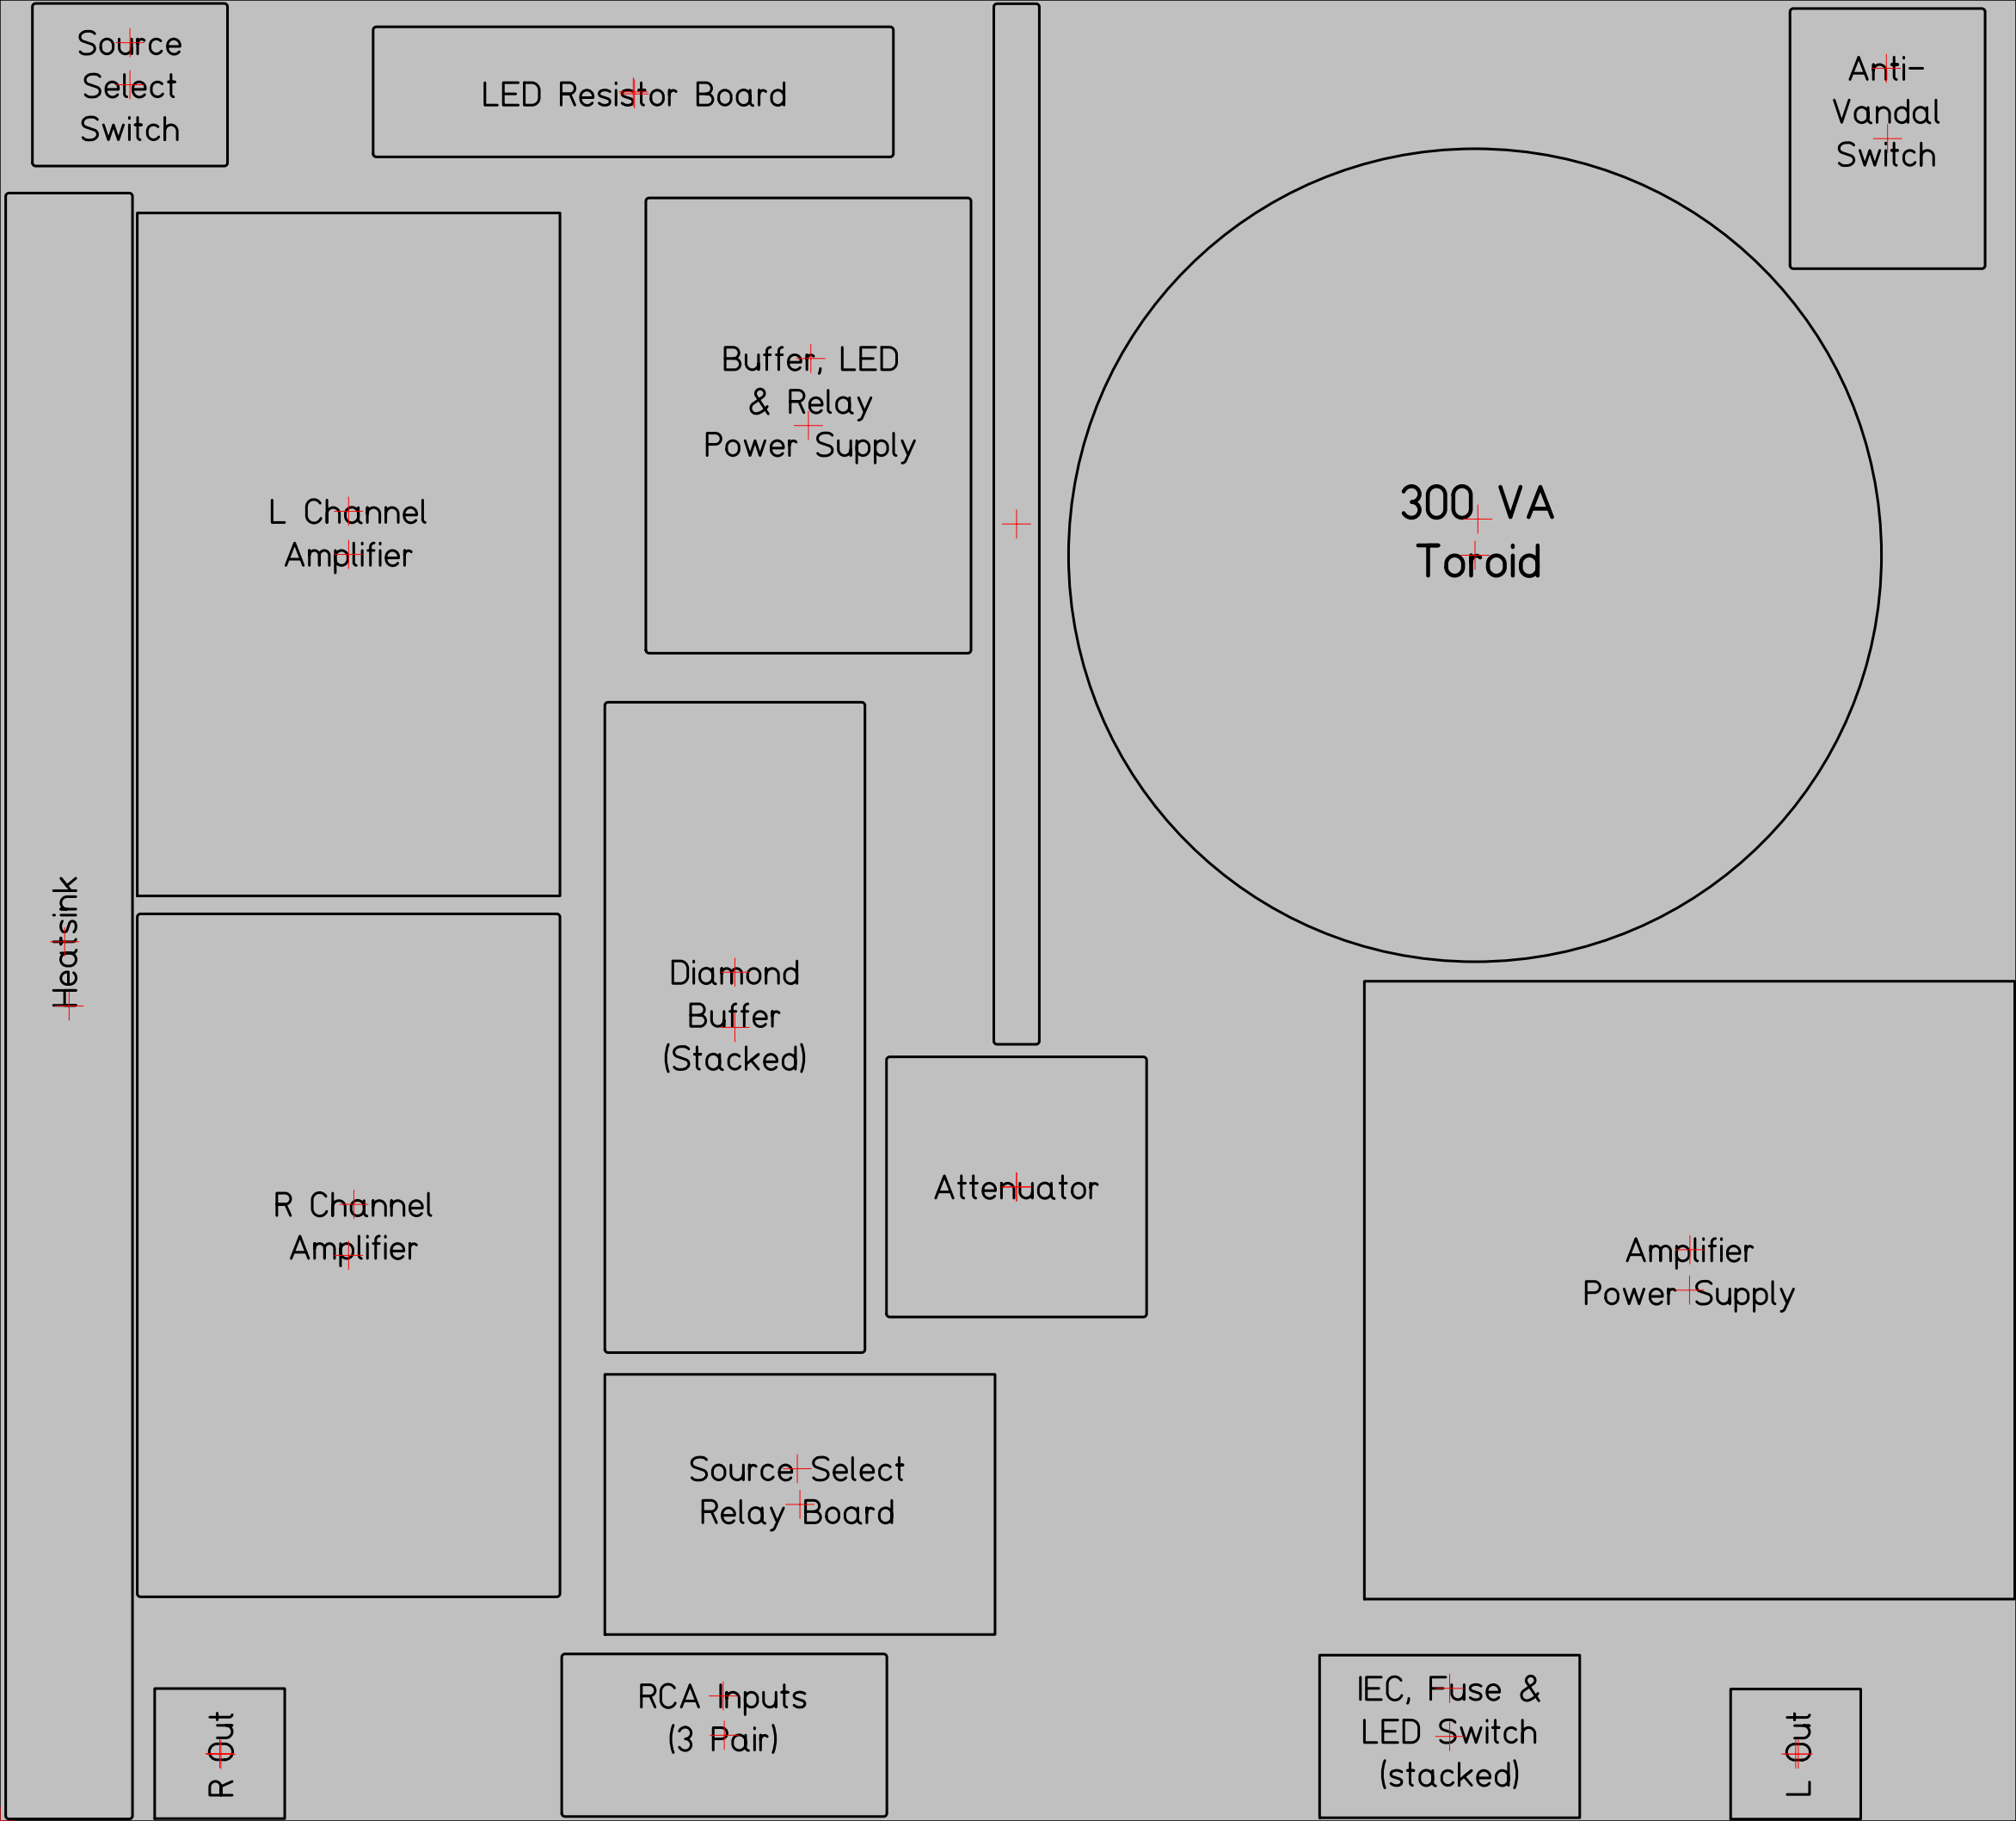 Source
Select
Switch
LED Resistor Board
Anti-
Vandal
Switch
Buffer, LED
& Relay
Power Supply
L Channel
Amplifier
300 VA
Toroid
Heatsink
Diamond
Buffer
(Stacked)
Attenuator
R Channel
Amplifier
Amplifier
Power Supply
Source Select
Relay Board
RCA Inputs
(3 Pair)
IEC, Fuse &
LED Switch
(stacked)
R Out
L Out